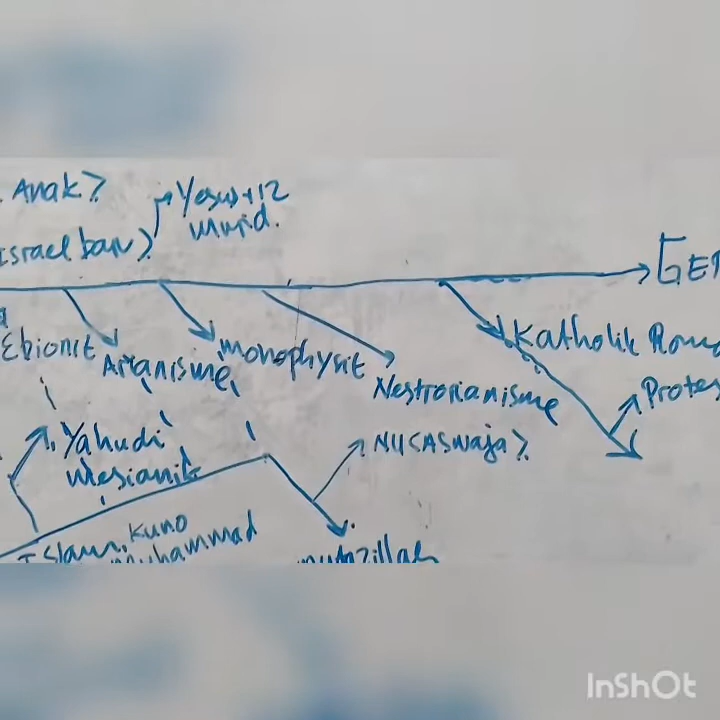 Anak?
Yesus+12
Murid.
Israel baru?
GER
Ebionit
Arianisme
Monophysit
Katholik Roma
Nestrorianisme
Protes
Yahudi
Mesianik
NU(ASWaja?
Islam. Kuno
Muhammad
mutazillah
InShOt